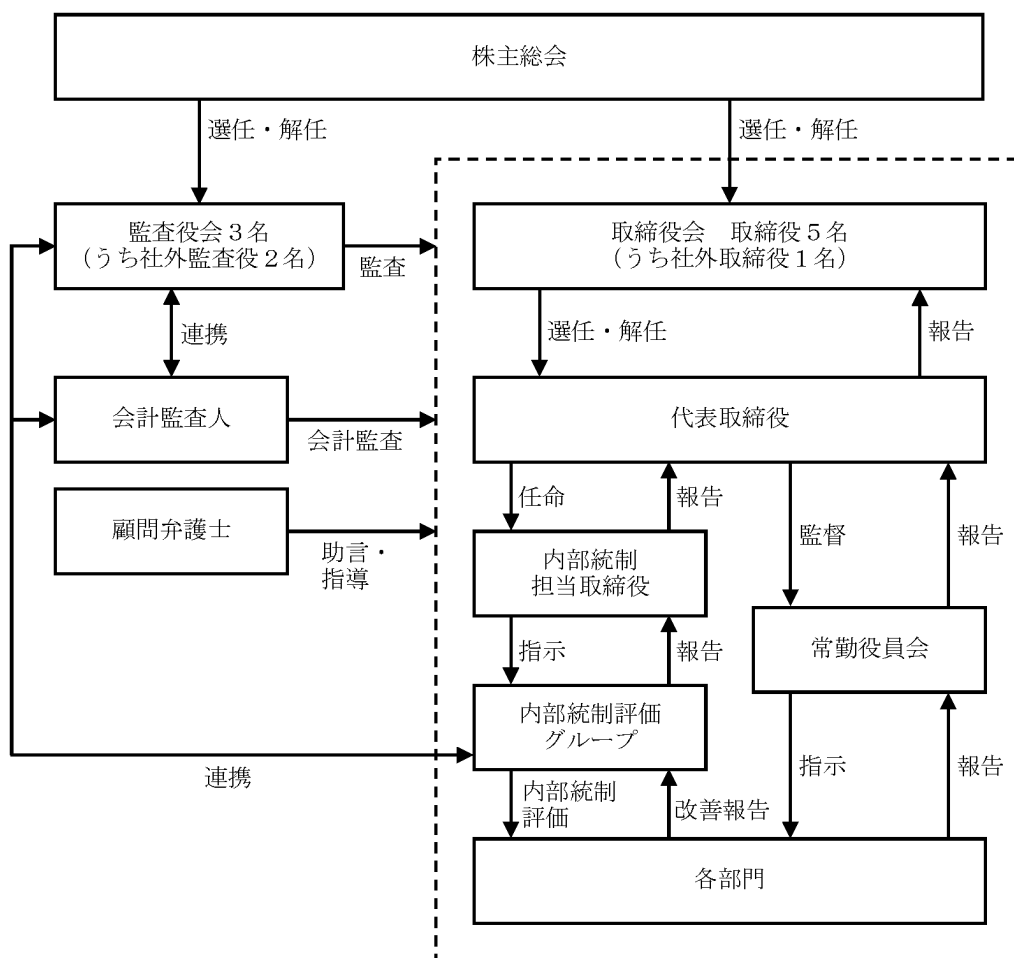 株主総会
選任・解任
選任・解任
監査役会３名
（うち社外監査役２名）
監査
取締役会　取締役５名
（うち社外取締役１名）
連携
選任・解任
報告
会計監査人
会計監査
代表取締役
顧問弁護士
助言・
指導
任命
報告
監督
報告
内部統制
担当取締役
指示
報告
常勤役員会
内部統制評価
グループ
連携
内部統制
評価
改善報告
指示
報告
各部門